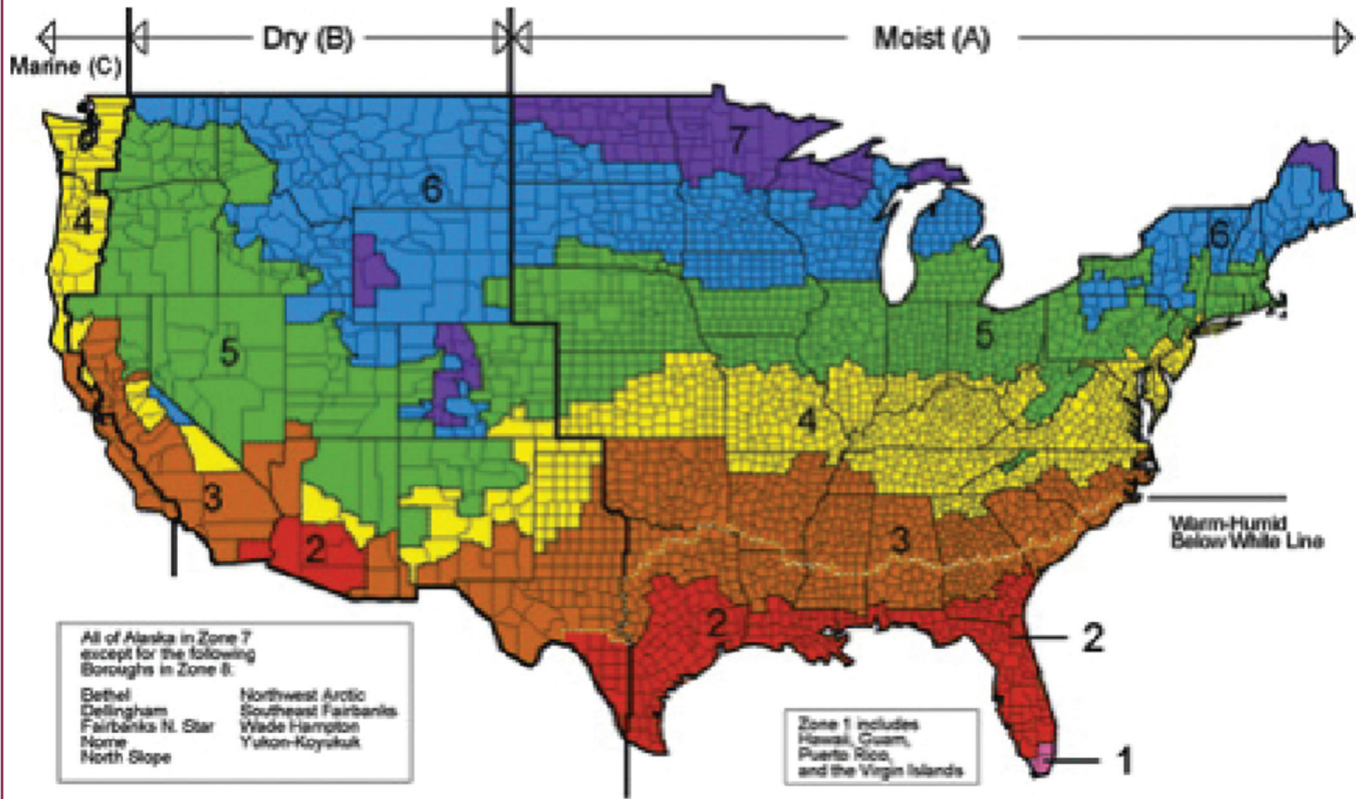 Dry (B)
Moist (A)
Marine (C)
7
6
6
4
5
5
4
3
3
2
2
2
1
Warm-Humid
Below White Line
All of Alaska in Zone 7
except for the following
Boroughs in Zone 8:
Bethel
Dellingham
Fairbanks N. Star
Nome
North Slope
Northwest Arctic
Southeast Fairbanks
Wade Hampton
Yukon-Koyukuk
Zone 1 includes
Hawaii, Guam,
Puerto Rico,
and the Virgin Islands